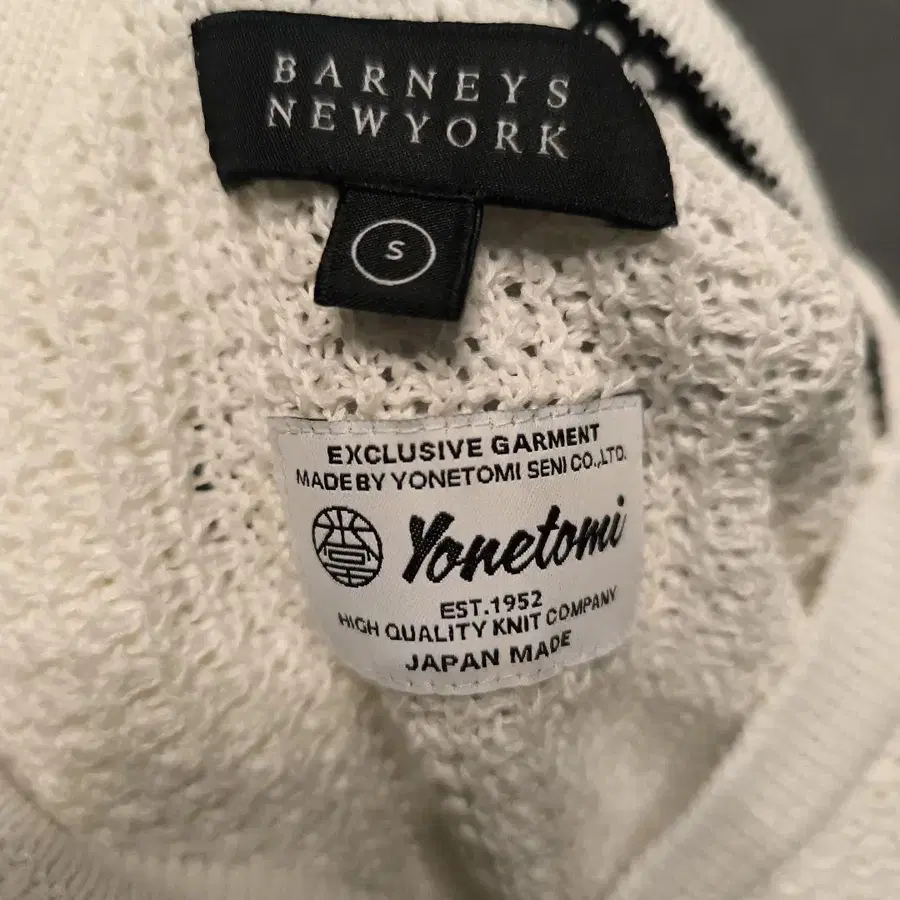 BARNEYS
NEWYORK
S
EXCLUSIVE GARMENT
MADE BY YONETOMI SENI CO.,LTD.
Yonetomi
EST.1952
HIGH QUALITY KNIT COMPANY
JAPAN MADE